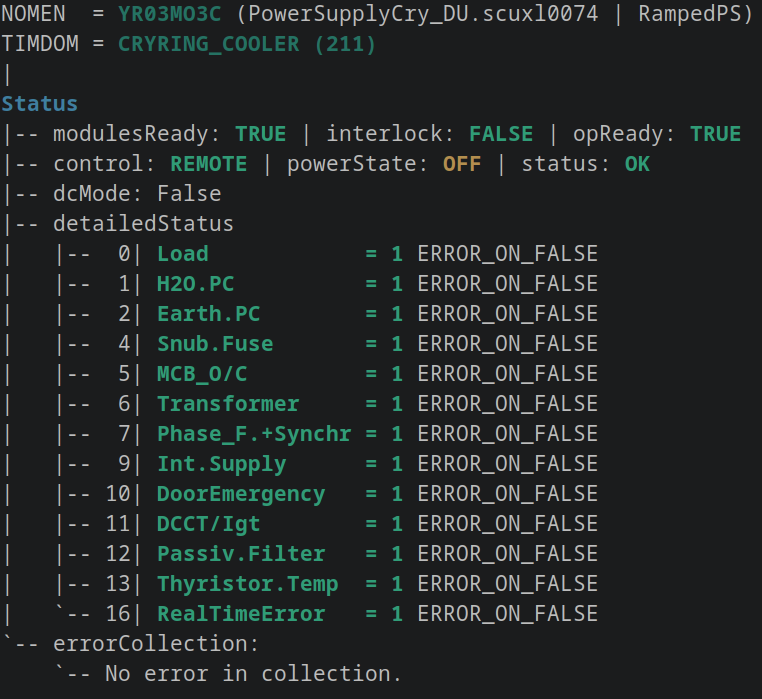 NOMEN  = YR03MO3C (PowerSupplyCry_DU.scuxl0074 | RampedPS)
TIMDOM = CRYRING_COOLER (211)
|
Status
|-- modulesReady: TRUE | interlock: FALSE | opReady: TRUE
|-- control: REMOTE | powerState: OFF | status: OK
|-- dcMode: False
|-- detailedStatus
|   |--  0| Load            = 1 ERROR_ON_FALSE
|   |--  1| H2O.PC          = 1 ERROR_ON_FALSE
|   |--  2| Earth.PC        = 1 ERROR_ON_FALSE
|   |--  4| Snub.Fuse       = 1 ERROR_ON_FALSE
|   |--  5| MCB_O/C         = 1 ERROR_ON_FALSE
|   |--  6| Transformer     = 1 ERROR_ON_FALSE
|   |--  7| Phase_F.+Synchr = 1 ERROR_ON_FALSE
|   |--  9| Int.Supply      = 1 ERROR_ON_FALSE
|   |-- 10| DoorEmergency   = 1 ERROR_ON_FALSE
|   |-- 11| DCCT/Igt        = 1 ERROR_ON_FALSE
|   |-- 12| Passiv.Filter   = 1 ERROR_ON_FALSE
|   |-- 13| Thyristor.Temp  = 1 ERROR_ON_FALSE
|   `-- 16| RealTimeError   = 1 ERROR_ON_FALSE
`-- errorCollection:
    `-- No error in collection.